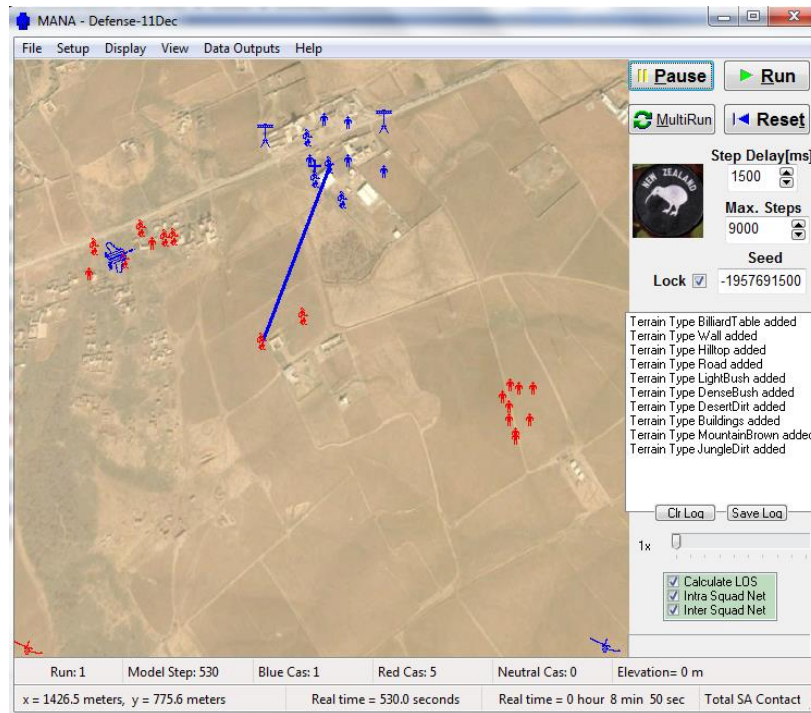 MANA - Defense-11Dec
File Setup Display View Data Outputs Help
Pause Run
MultiRun Reset
Step Delay[ms]
1500
NEW ZEALAND
Max. Steps
9000
Seed
Lock -1957691500
Terrain Type BilliardTable added
Terrain Type Wall added
Terrain Type Hilltop added
Terrain Type Road added
Terrain Type LightBush added
Terrain Type DenseBush added
Terrain Type DesertDirt added
Terrain Type Buildings added
Terrain Type MountainBrown added
Terrain Type JungleDirt added
Clr Log Save Log
1x
Calculate LOS
Intra Squad Net
Inter Squad Net
Run: 1 Model Step: 530 Blue Cas: 1 Red Cas: 5 Neutral Cas: 0 Elevation= 0 m
x = 1426.5 meters, y = 775.6 meters Real time = 530.0 seconds Real time = 0 hour 8 min 50 sec Total SA Contact